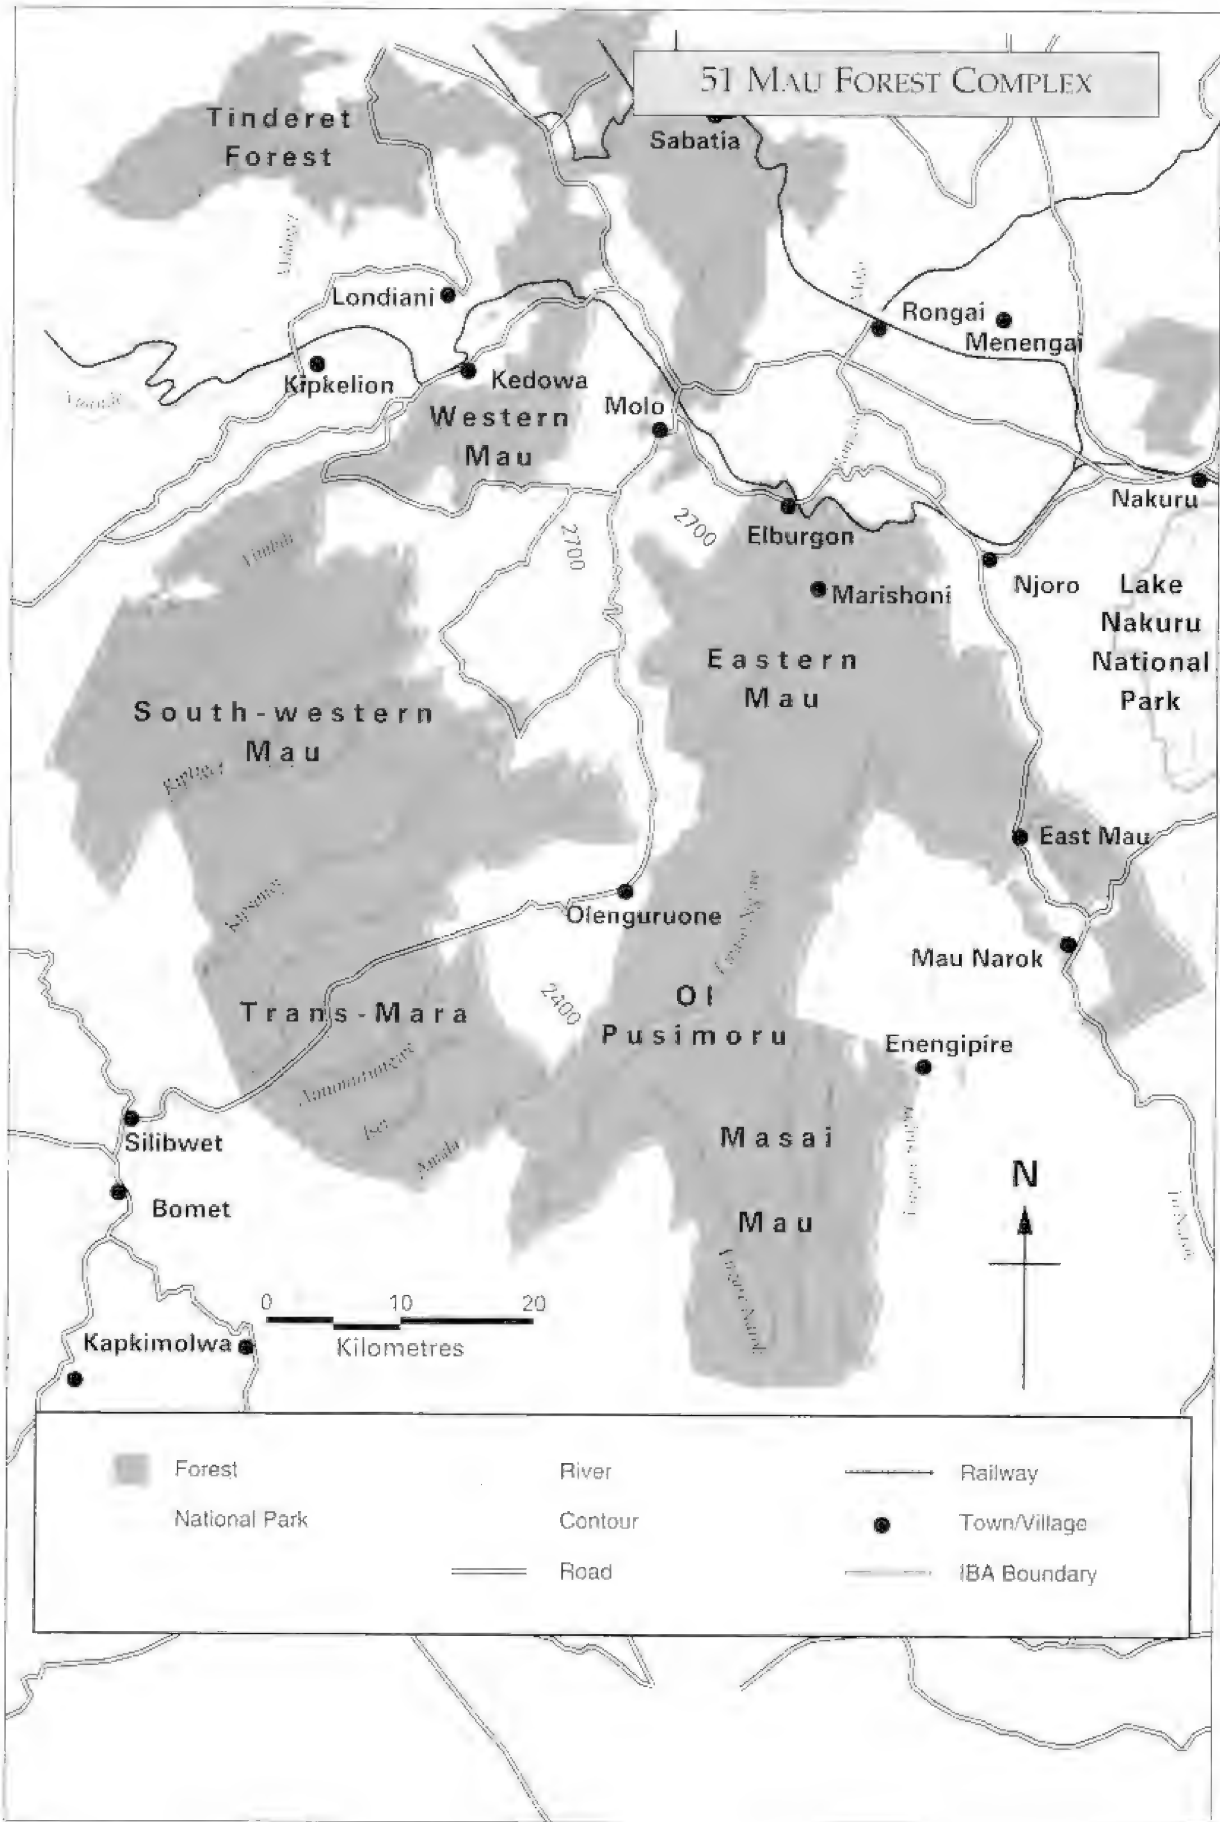 51 MAU FOREST COMPLEX
Tinderet
Forest
Sabatia
Londiani
Rongai
Menengai
Kipkelion
Kedowa
Molo
Western
Mau
Nakuru
2700
2700
Elburgon
Njoro
Marishoni
Lake
Nakuru
National
Park
Eastern
Mau
South-western
Mau
East Mau
Kipsonoi
Olenguruone
Mau Narok
Ol
Pusimoru
2400
Trans-Mara
Enengipire
Masai
Mau
Amala
Silibwet
Bomet
N
0 10 20
Kilometres
Kapkimolwa
Forest
River
Railway
National Park
Contour
Town/Village
Road
IBA Boundary